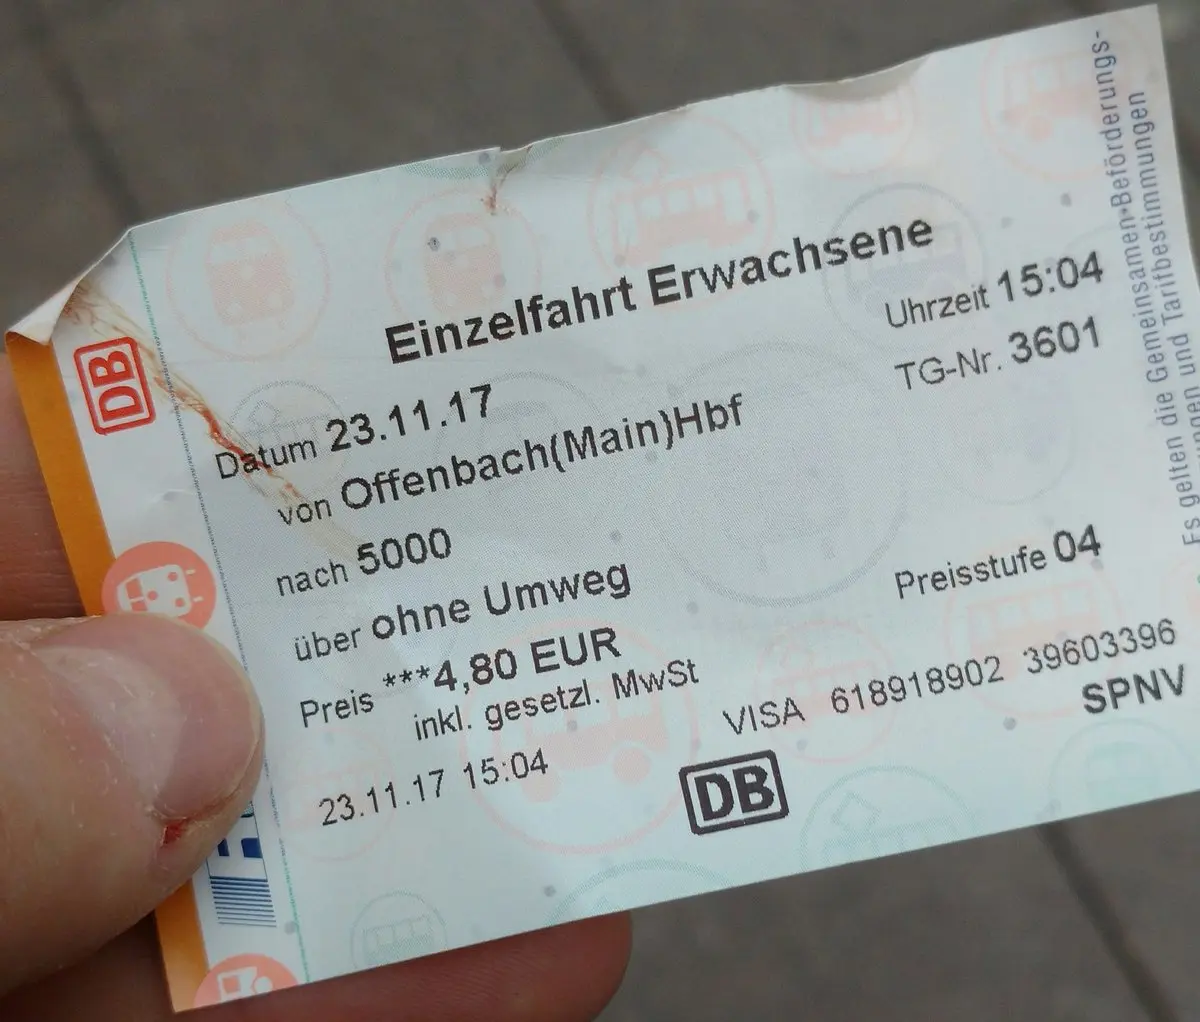 Einzelfahrt Erwachsene
Datum 23.11.17
Uhrzeit 15:04
von Offenbach(Main)Hbf
TG-Nr. 3601
nach 5000
über ohne Umweg
Preisstufe 04
Preis ***4,80 EUR
inkl. gesetzl. MwSt
VISA 618918902 39603396
23.11.17 15:04
SPNV
DB
DB
Es gelten die Gemeinsamen Beförderungs-
und Tarifbestimmungen